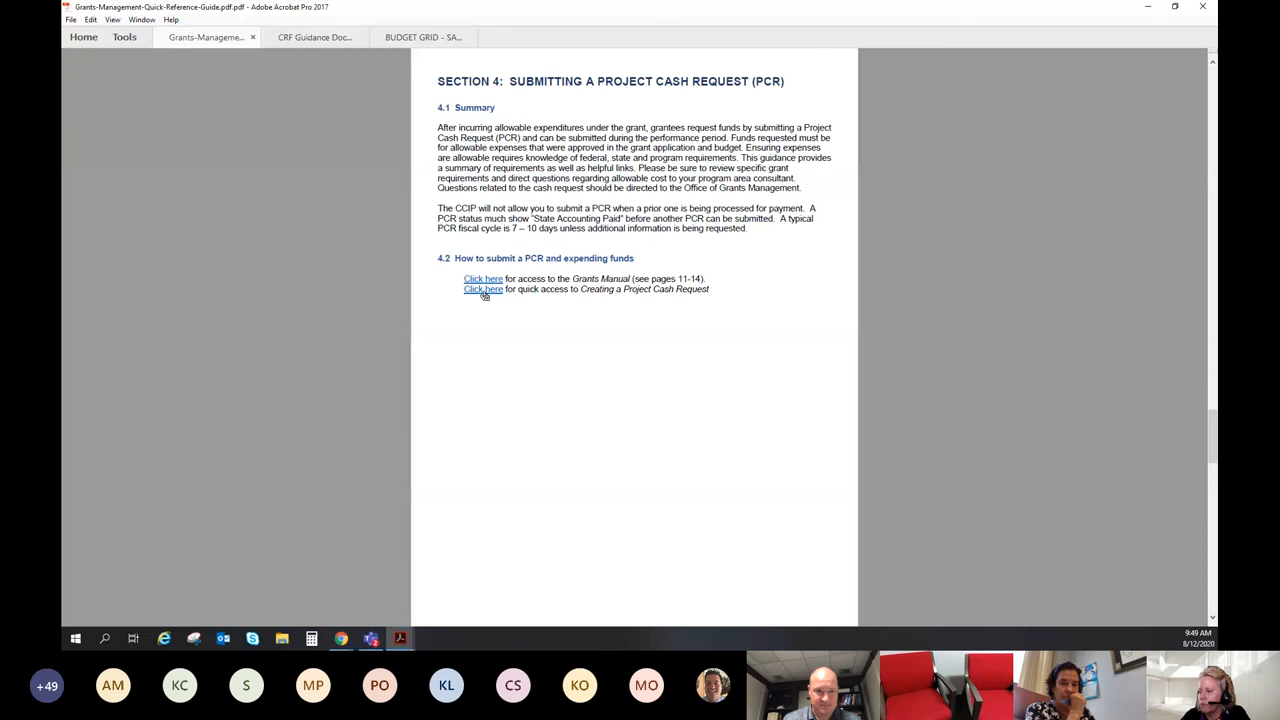 Grants-Management-Quick-Reference-Guide.pdf.pdf - Adobe Acrobat Pro 2017
File Edit View Window Help
Home Tools Grants-Manageme... × CRF Guidance Doc... BUDGET GRID - SA...
SECTION 4: SUBMITTING A PROJECT CASH REQUEST (PCR)
4.1 Summary
After incurring allowable expenditures under the grant, grantees request funds by submitting a Project
Cash Request (PCR) and can be submitted during the performance period. Funds requested must be
for allowable expenses that were approved in the grant application and budget. Ensuring expenses
are allowable requires knowledge of federal, state and program requirements. This guidance provides
a summary of requirements as well as helpful links. Please be sure to review specific grant
requirements and direct questions regarding allowable cost to your program area consultant.
Questions related to the cash request should be directed to the Office of Grants Management.
The CCIP will not allow you to submit a PCR when a prior one is being processed for payment. A
PCR status much show "State Accounting Paid" before another PCR can be submitted. A typical
PCR fiscal cycle is 7 – 10 days unless additional information is being requested.
4.2 How to submit a PCR and expending funds
Click here for access to the Grants Manual (see pages 11-14).
Click here for quick access to Creating a Project Cash Request
9:49 AM
8/12/2020
+49 AM KC S MP PO KL CS KO MO